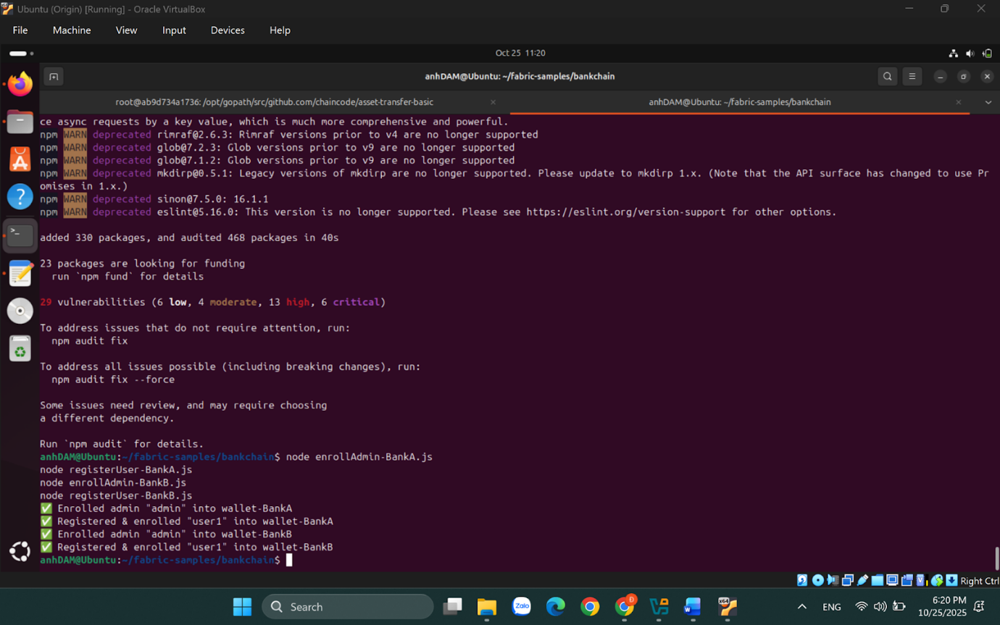 Ubuntu (Origin) [Running] - Oracle VirtualBox
File Machine View Input Devices Help
Oct 25 11:20
anhDAM@Ubuntu: ~/fabric-samples/bankchain
root@ab9d734a1736: /opt/gopath/src/github.com/chaincode/asset-transfer-basic
anhDAM@Ubuntu: ~/fabric-samples/bankchain
ce async requests by a key value, which is much more comprehensive and powerful.
npm WARN deprecated rimraf@2.6.3: Rimraf versions prior to v4 are no longer supported
npm WARN deprecated glob@7.2.3: Glob versions prior to v9 are no longer supported
npm WARN deprecated glob@7.1.2: Glob versions prior to v9 are no longer supported
npm WARN deprecated mkdirp@0.5.1: Legacy versions of mkdirp are no longer supported. Please update to mkdirp 1.x. (Note that the API surface has changed to use Pr
omises in 1.x.)
npm WARN deprecated sinon@7.5.0: 16.1.1
npm WARN deprecated eslint@5.16.0: This version is no longer supported. Please see https://eslint.org/version-support for other options.
added 330 packages, and audited 468 packages in 40s
23 packages are looking for funding
run `npm fund` for details
29 vulnerabilities (6 low, 4 moderate, 13 high, 6 critical)
To address issues that do not require attention, run:
npm audit fix
To address all issues possible (including breaking changes), run:
npm audit fix --force
Some issues need review, and may require choosing
a different dependency.
Run `npm audit` for details.
anhDAM@Ubuntu:~/fabric-samples/bankchain$ node enrollAdmin-BankA.js
node registerUser-BankA.js
node enrollAdmin-BankB.js
node registerUser-BankB.js
✅ Enrolled admin "admin" into wallet-BankA
✅ Registered & enrolled "user1" into wallet-BankA
✅ Enrolled admin "admin" into wallet-BankB
✅ Registered & enrolled "user1" into wallet-BankB
anhDAM@Ubuntu:~/fabric-samples/bankchain$
Right Ctrl
Search
Zalo
D
x64
ENG
6:20 PM
10/25/2025